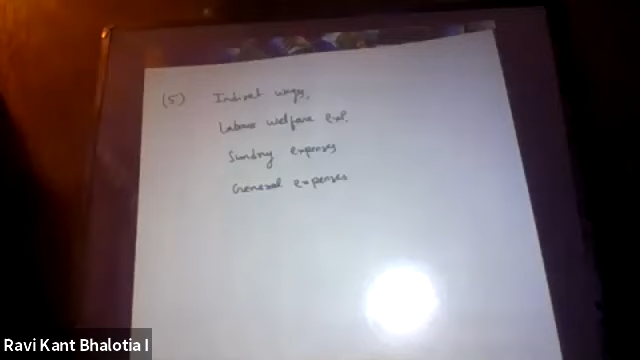 (5) Indirect wages,
Labour welfare exp.
Sundry expenses
General expenses
Ravi Kant Bhalotia I